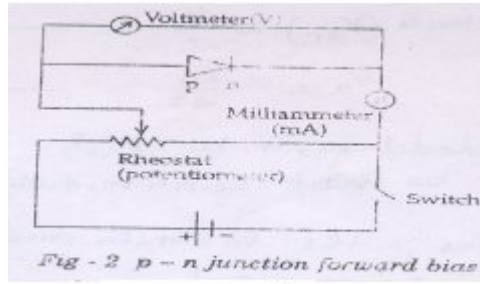 Voltmeter(V)
p n
Milliammeter
(mA)
Rheostat
(potentiometer)
Switch
+ -
Fig - 2 p - n junction forward bias